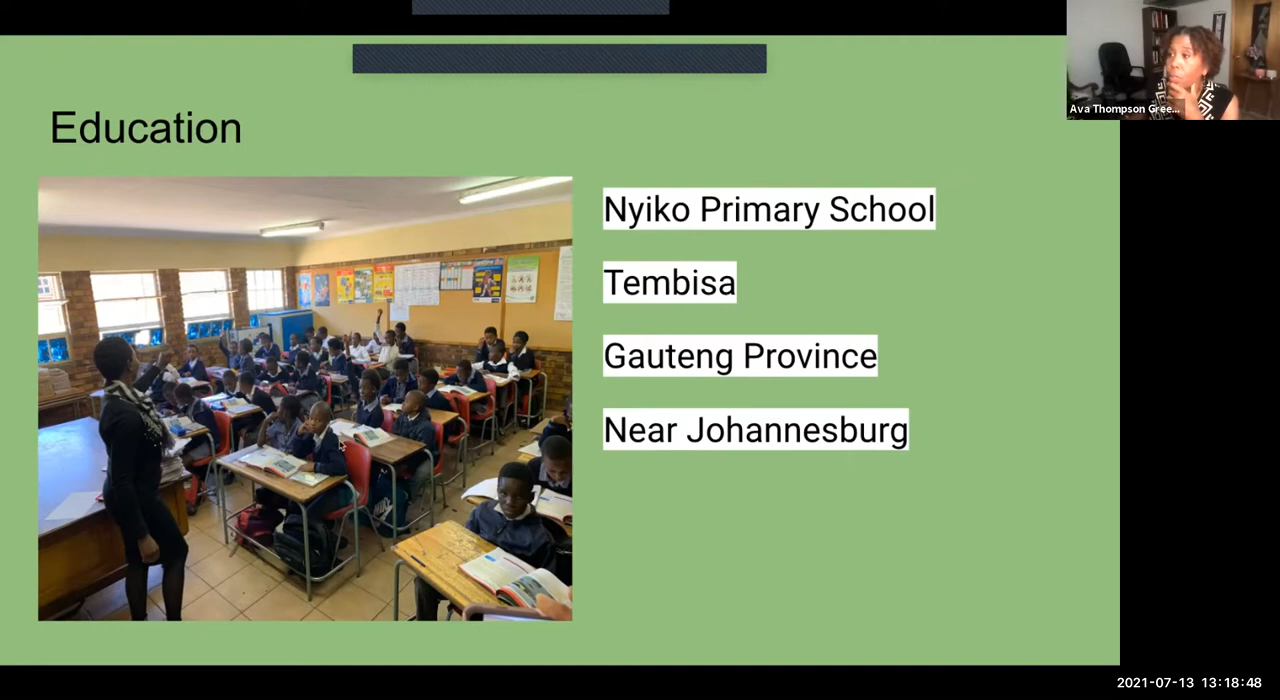 Ava Thompson Gree...
Education
Nyiko Primary School
Tembisa
Gauteng Province
Near Johannesburg
2021-07-13 13:18:48